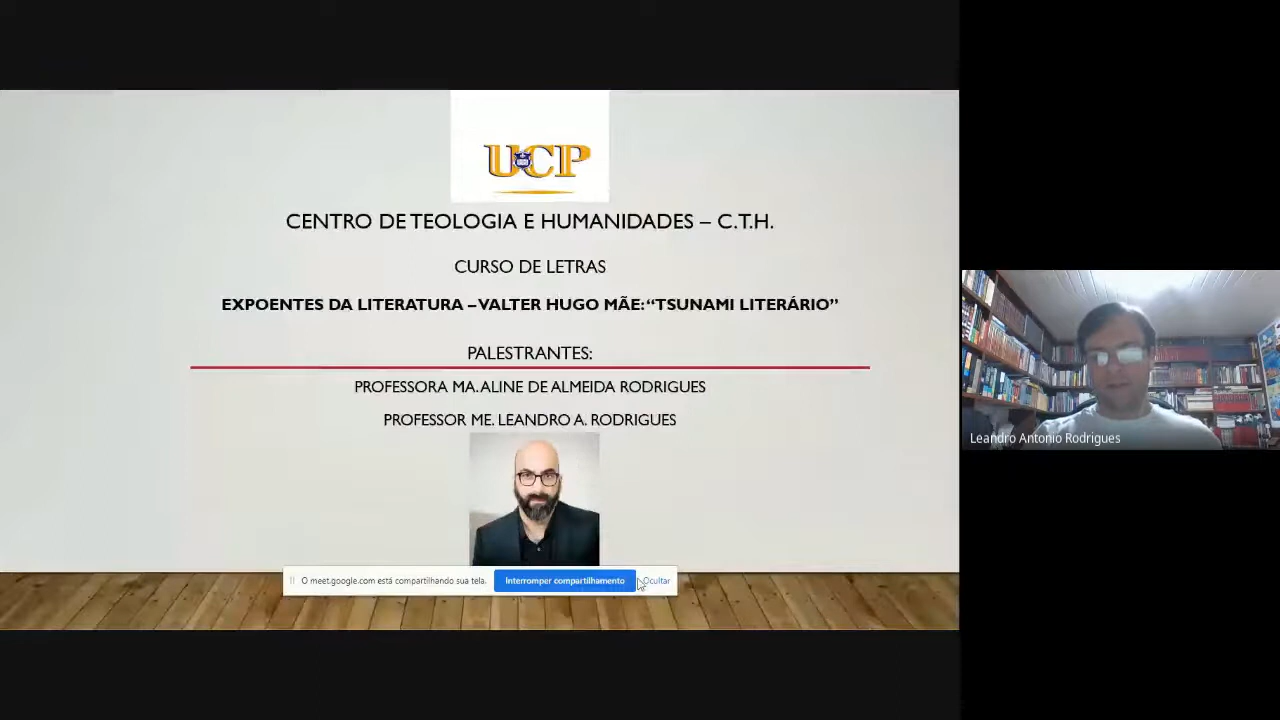 UCP
CENTRO DE TEOLOGIA E HUMANIDADES – C.T.H.
CURSO DE LETRAS
EXPOENTES DA LITERATURA – VALTER HUGO MÃE: “TSUNAMI LITERÁRIO”
PALESTRANTES:
PROFESSORA MA. ALINE DE ALMEIDA RODRIGUES
PROFESSOR ME. LEANDRO A. RODRIGUES
O meet.google.com está compartilhando sua tela.
Interromper compartilhamento
Ocultar
Leandro Antonio Rodrigues